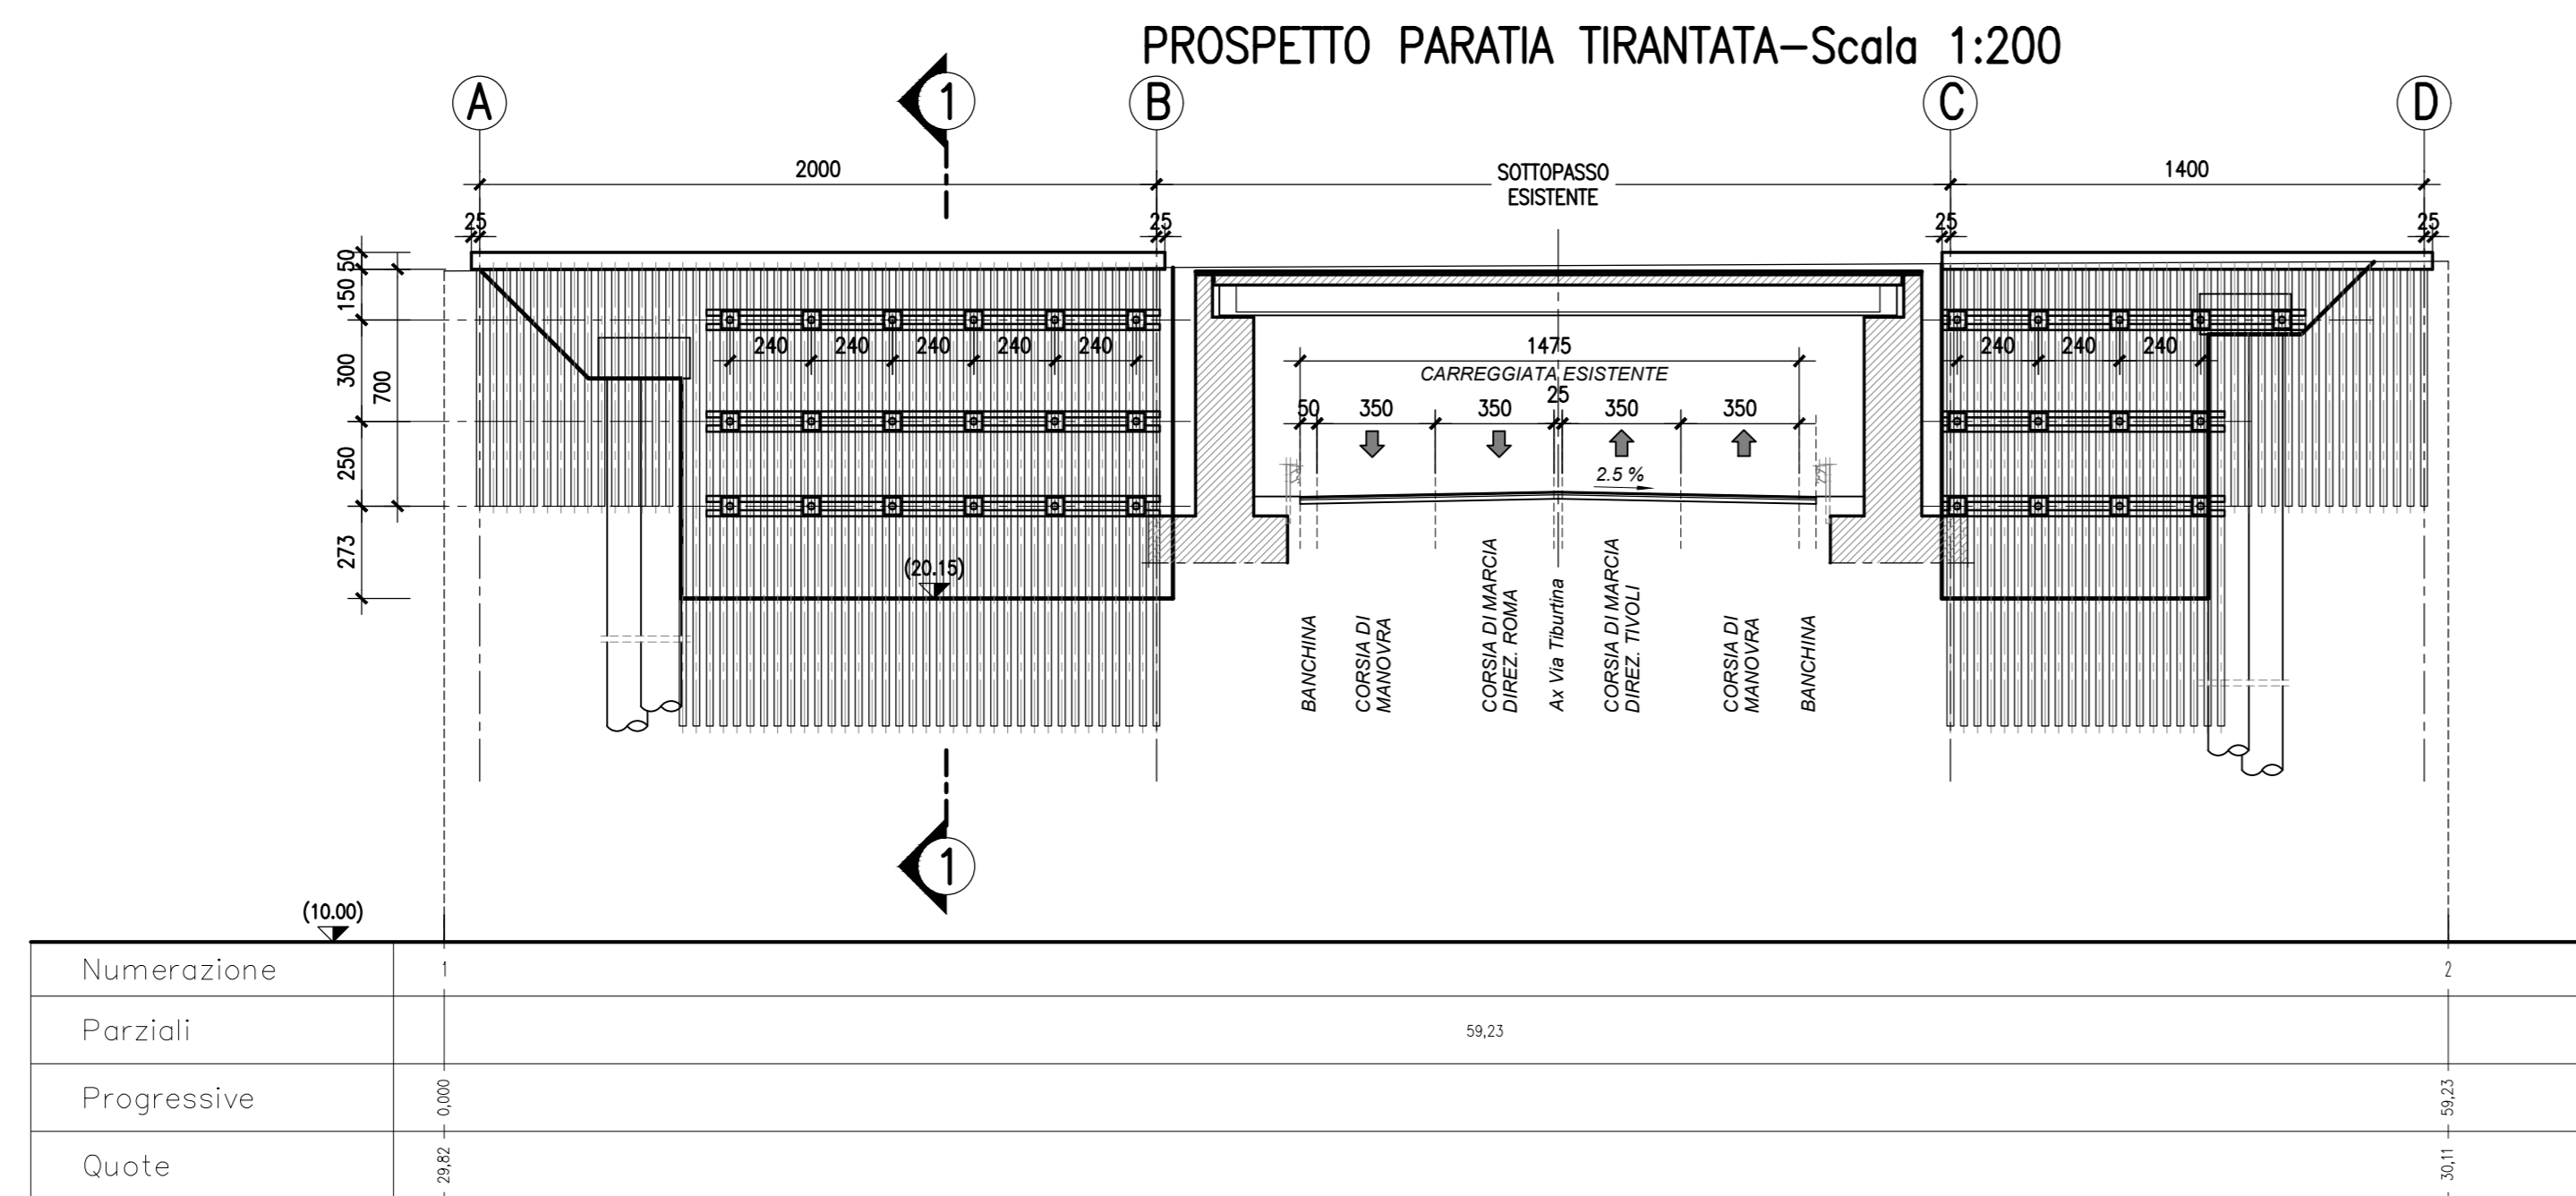 PROSPETTO PARATIA TIRANTATA-Scala 1:200
A
1
B
C
D
2000
SOTTOPASSO
ESISTENTE
1400
25
25
25
25
50
150
300
700
250
273
240
240
240
240
240
1475
CARREGGIATA ESISTENTE
25
50
350
350
350
350
2.5 %
240
240
240
(20.15)
BANCHINA
CORSIA DI
MANOVRA
CORSIA DI MARCIA
DIREZ. ROMA
Ax Via Tiburtina
CORSIA DI MARCIA
DIREZ. TIVOLI
CORSIA DI
MANOVRA
BANCHINA
1
(10.00)
Numerazione
1
2
Parziali
59,23
Progressive
0,000
59,23
Quote
29,82
30,11